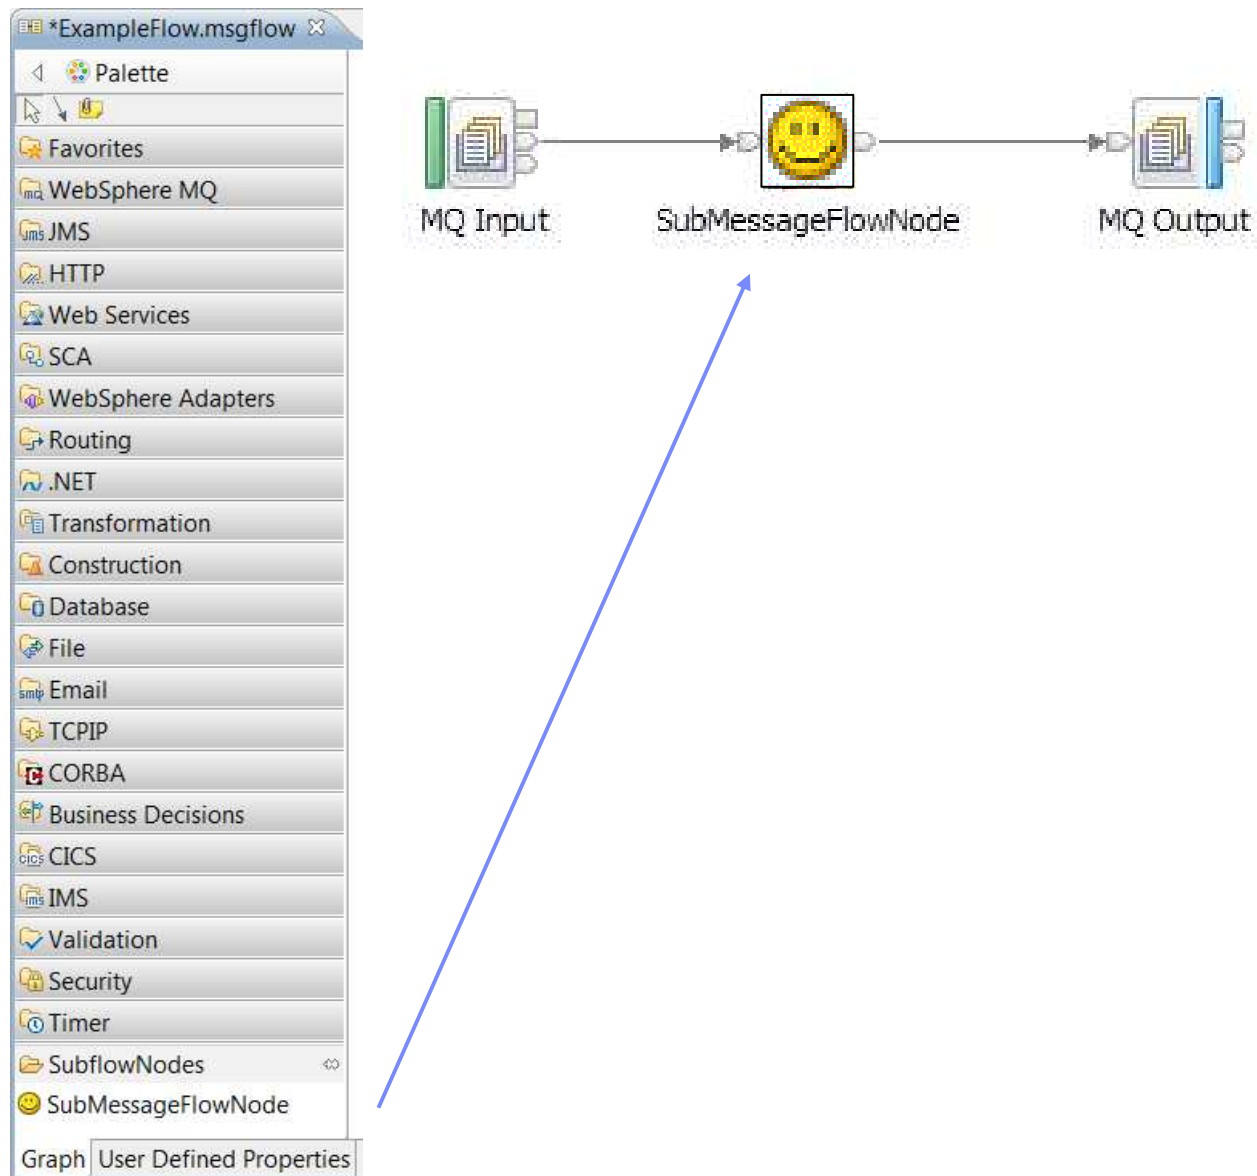 *ExampleFlow.msgflow
Palette
Favorites
WebSphere MQ
JMS
HTTP
Web Services
SCA
WebSphere Adapters
Routing
.NET
Transformation
Construction
Database
File
Email
TCPIP
CORBA
Business Decisions
CICS
IMS
Validation
Security
Timer
SubflowNodes
SubMessageFlowNode
Graph User Defined Properties
MQ Input
SubMessageFlowNode
MQ Output